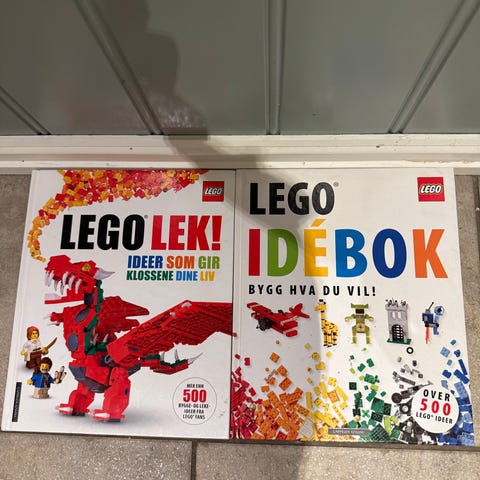 LEGO
LEGO® LEK!
IDEER SOM GIR
KLOSSENE DINE LIV
MER ENN
500
BYGGE- OG LEKE
IDEER FRA
LEGO® FANS
LEGO
LEGO®
IDÉBOK
BYGG HVA DU VIL!
OVER
500
LEGO® IDEER